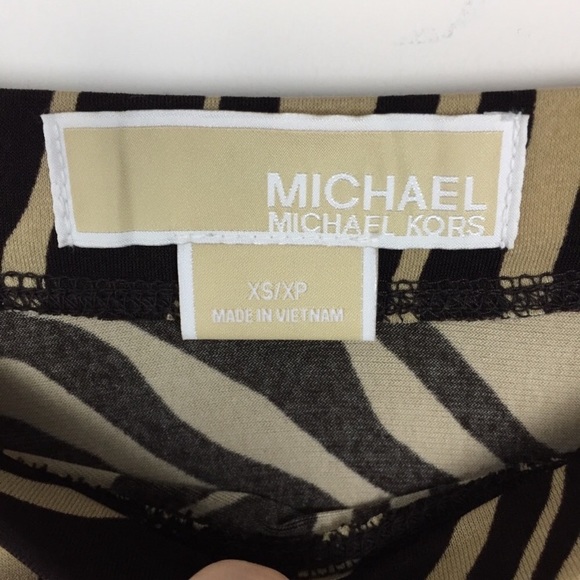 MICHAEL
MICHAEL KORS
XS/XP
MADE IN VIETNAM